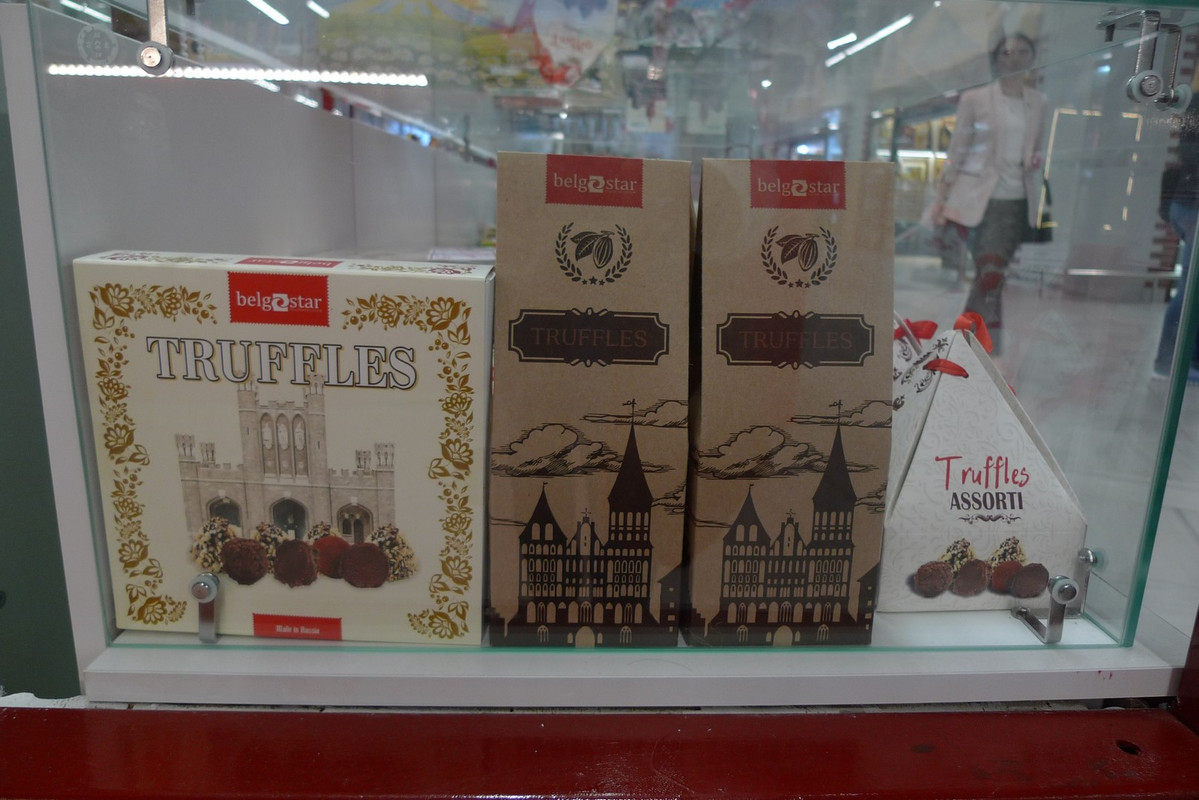 belgostar
TRUFFLES
Made in Russia
belgostar
TRUFFLES
belgostar
TRUFFLES
Truffles
ASSORTI